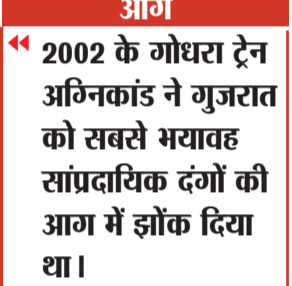 आग
2002 के गोधरा ट्रेन
अग्निकांड ने गुजरात
को सबसे भयावह
सांप्रदायिक दंगों की
आग में झोंक दिया
था।